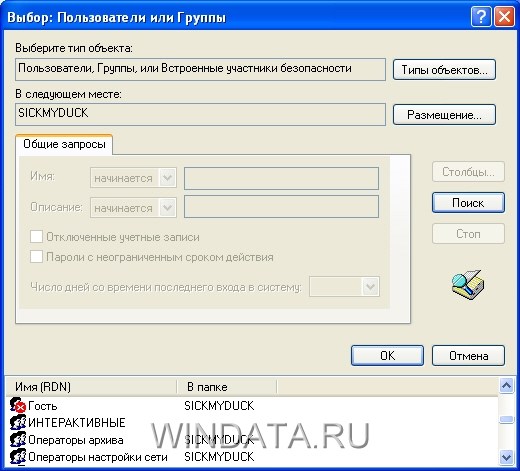 Выбор: Пользователи или Группы
Выберите тип объекта:
Пользователи, Группы, или Встроенные участники безопасности
Типы объектов...
В следующем месте:
SICKMYDUCK
Размещение...
Общие запросы
Имя: начинается
Описание: начинается
Отключенные учетные записи
Пароли с неограниченным сроком действия
Число дней со времени последнего входа в систему:
Столбцы...
Поиск
Стоп
ОК
Отмена
Имя (RDN) В папке
Гость SICKMYDUCK
ИНТЕРАКТИВНЫЕ
Операторы архива SICKMYDUCK
Операторы настройки сети SICKMYDUCK
WINDATA.RU